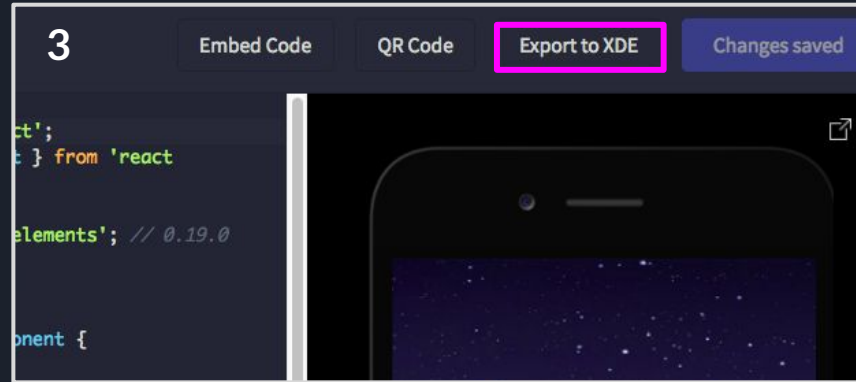 3
Embed Code
QR Code
Export to XDE
Changes saved
ct';
t } from 'react
elements'; // 0.19.0
onent {